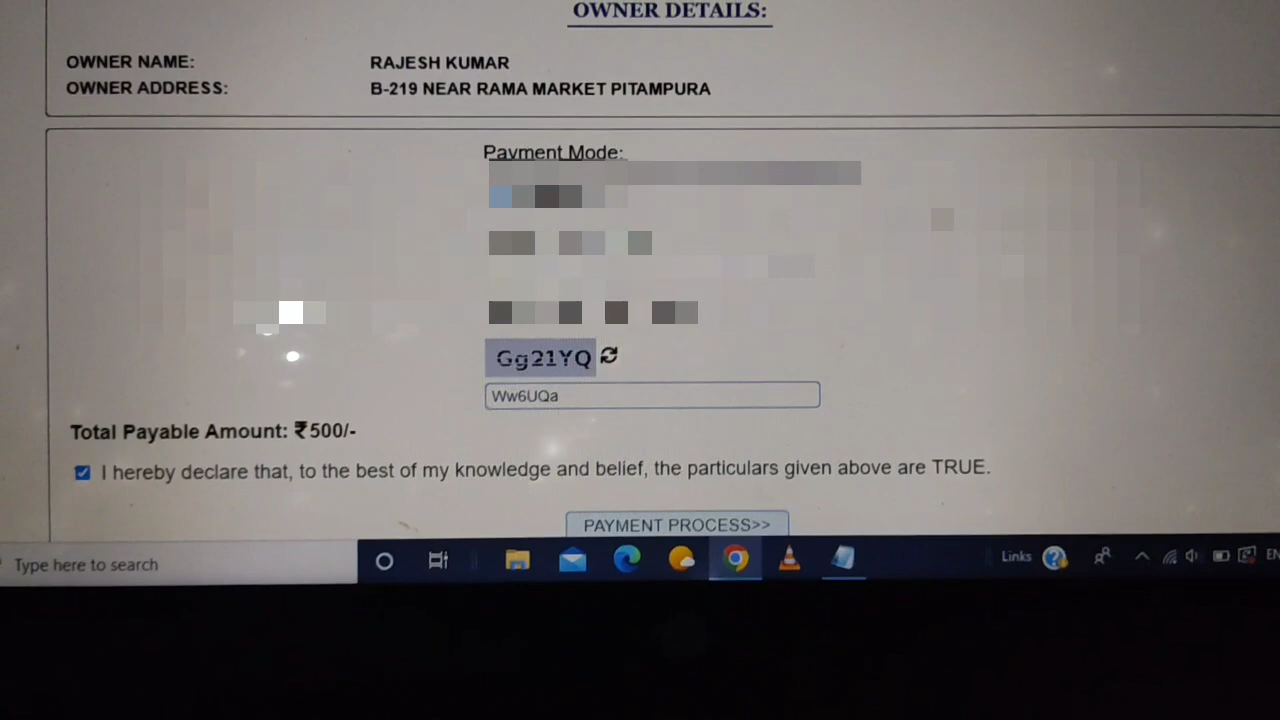 OWNER DETAILS:
OWNER NAME: RAJESH KUMAR
OWNER ADDRESS: B-219 NEAR RAMA MARKET PITAMPURA
Payment Mode:
Gg21YQ
Ww6UQa
Total Payable Amount: ₹500/-
I hereby declare that, to the best of my knowledge and belief, the particulars given above are TRUE.
PAYMENT PROCESS>>
Type here to search
Links